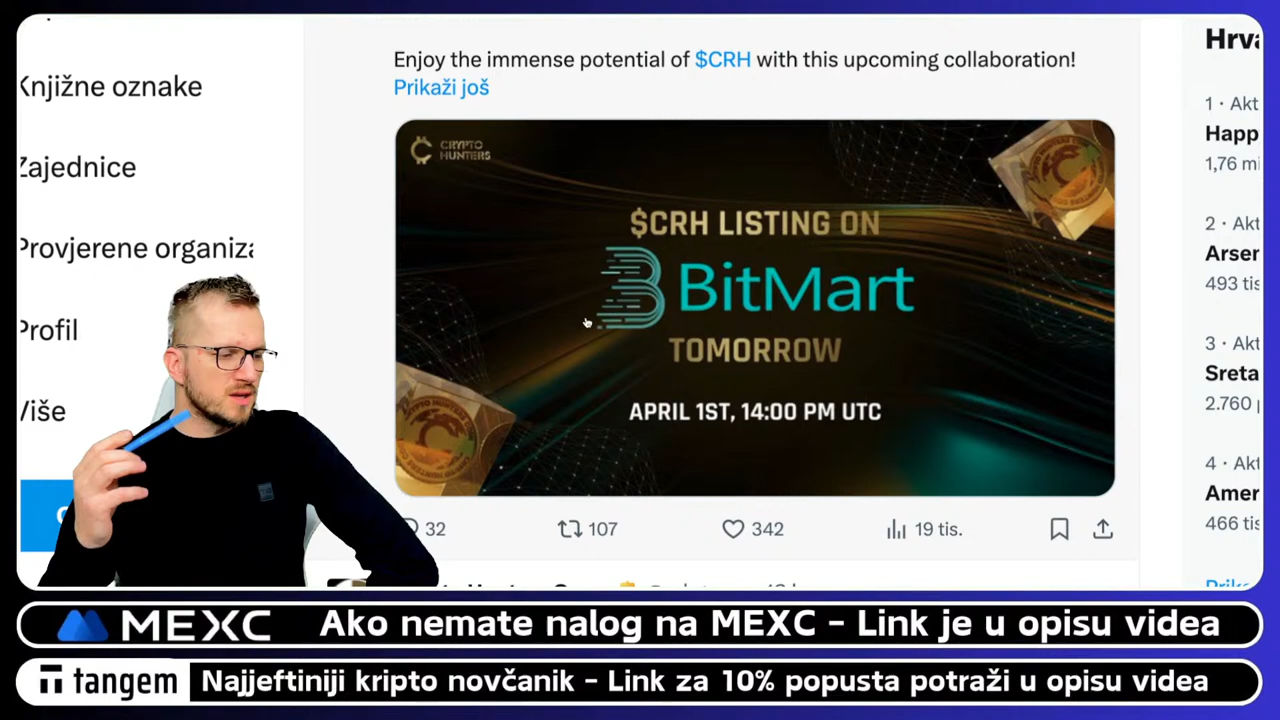 Knjižne oznake
Zajednice
Provjerene organiza
Profil
Više
Enjoy the immense potential of $CRH with this upcoming collaboration!
Prikaži još
CRYPTO
HUNTERS
$CRH LISTING ON
BitMart
TOMORROW
APRIL 1ST, 14:00 PM UTC
32
107
342
19 tis.
Hrva
1 · Akt
Happ
1,76 mi
2 · Akt
Arser
493 tis
3 · Akt
Sreta
2.760
4 · Akt
Amer
466 tis
Prika
MEXC Ako nemate nalog na MEXC - Link je u opisu videa
tangem Najjeftiniji kripto novčanik - Link za 10% popusta potraži u opisu videa